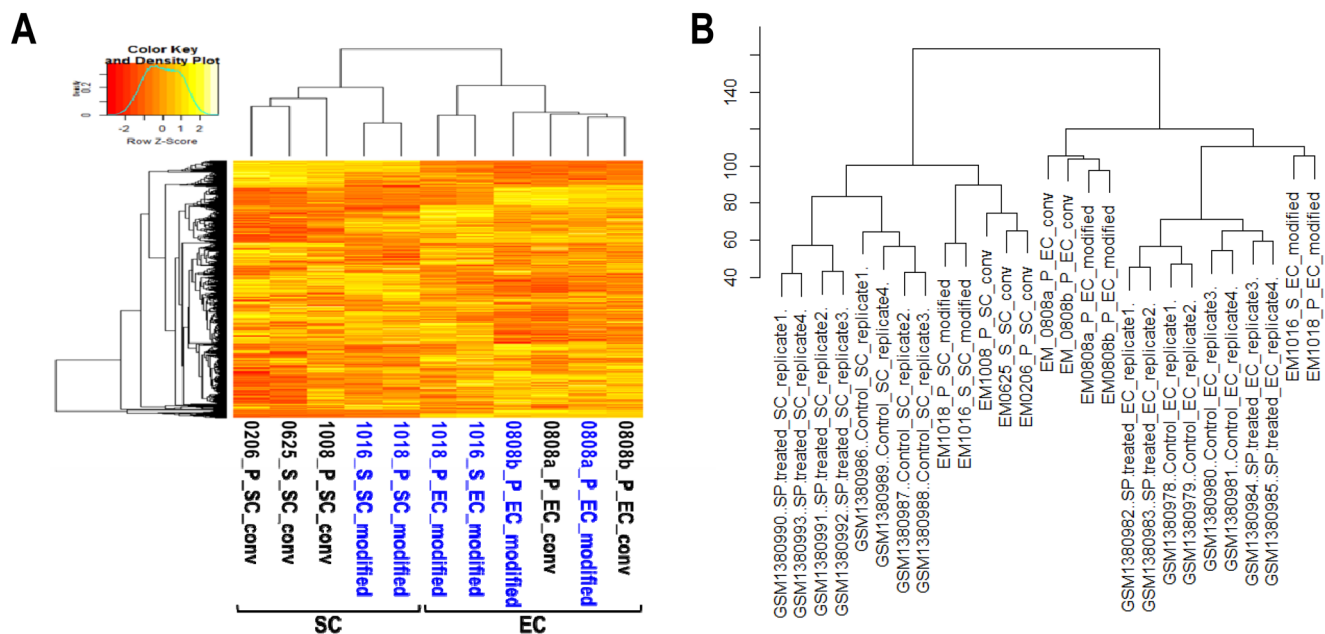 A
Color Key
and Density Plot
Density
0 0.2
-2 -1 0 1 2
Row Z-Score
0206_P_SC_conv
0625_S_SC_conv
1008_P_SC_conv
1016_S_SC_modified
1018_P_SC_modified
1018_P_EC_modified
1016_S_EC_modified
0808b_P_EC_modified
0808a_P_EC_conv
0808a_P_EC_modified
0808b_P_EC_conv
SC
EC
B
140
100
80
60
40
GSM1380990..SP.treated_SC_replicate1.
GSM1380993..SP.treated_SC_replicate4.
GSM1380991..SP.treated_SC_replicate2.
GSM1380992..SP.treated_SC_replicate3.
GSM1380986..Control_SC_replicate1.
GSM1380989..Control_SC_replicate4.
GSM1380987..Control_SC_replicate2.
GSM1380988..Control_SC_replicate3.
EM1018_P_SC_modified
EM1016_S_SC_modified
EM1008_P_SC_conv
EM0625_S_SC_conv
EM0206_P_SC_conv
EM_0808a_P_EC_conv
EM_0808b_P_EC_conv
EM0808a_P_EC_modified
EM0808b_P_EC_modified
GSM1380982..SP.treated_EC_replicate1.
GSM1380983..SP.treated_EC_replicate2.
GSM1380978..Control_EC_replicate1.
GSM1380979..Control_EC_replicate2.
GSM1380980..Control_EC_replicate3.
GSM1380981..Control_EC_replicate4.
GSM1380984..SP.treated_EC_replicate3.
GSM1380985..SP.treated_EC_replicate4.
EM1016_S_EC_modified
EM1018_P_EC_modified